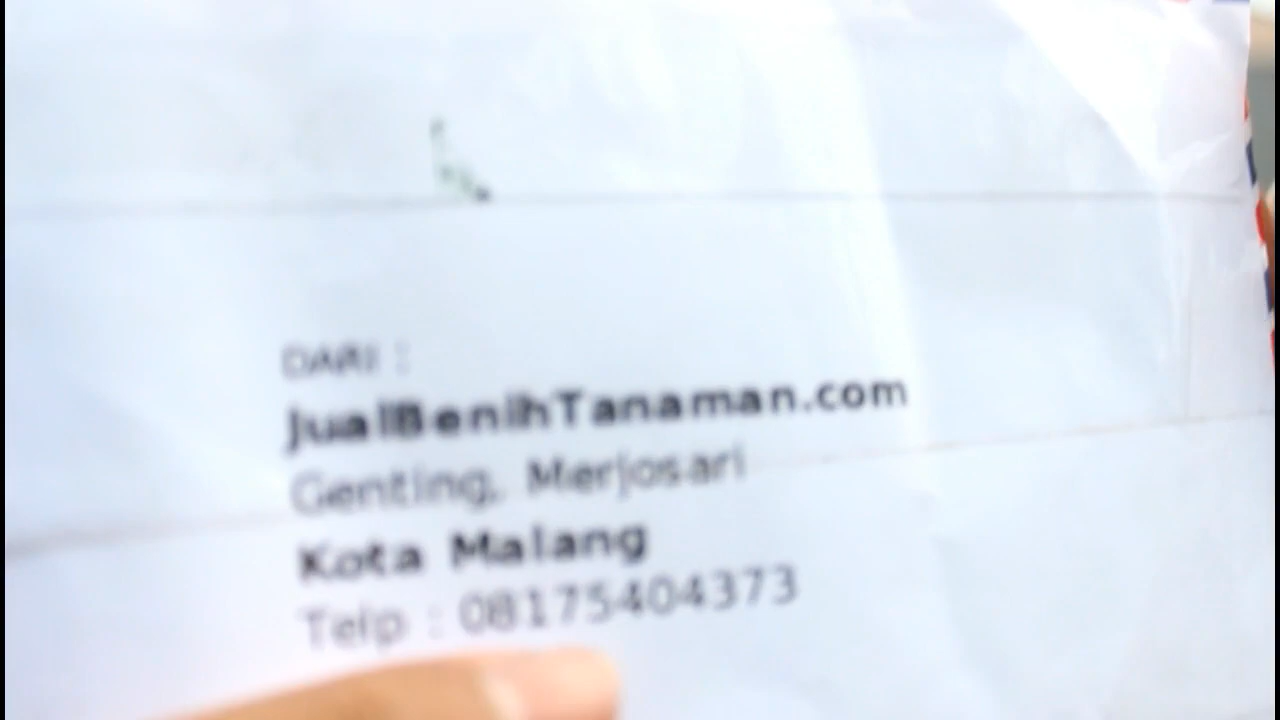 DARI :
JualBenihTanaman.com
Genting, Merjosari
Kota Malang
Telp : 08175404373